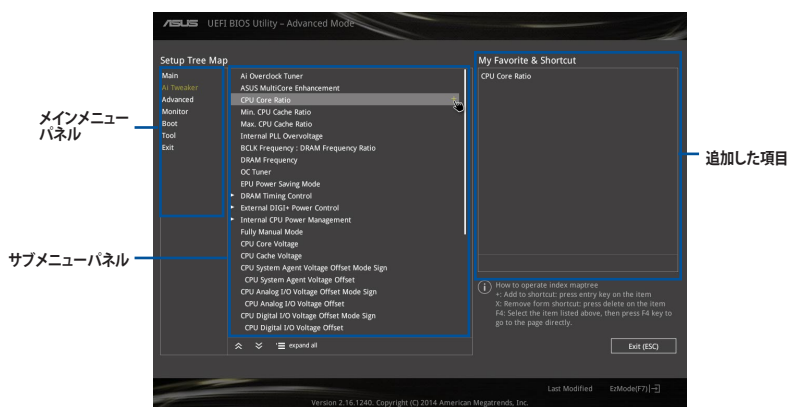 ASUS UEFI BIOS Utility – Advanced Mode
Setup Tree Map
Main
Ai Tweaker
Advanced
Monitor
Boot
Tool
Exit
Ai Overclock Tuner
ASUS MultiCore Enhancement
CPU Core Ratio
Min. CPU Cache Ratio
Max. CPU Cache Ratio
Internal PLL Overvoltage
BCLK Frequency : DRAM Frequency Ratio
DRAM Frequency
OC Tuner
EPU Power Saving Mode
DRAM Timing Control
External DIGI+ Power Control
Internal CPU Power Management
Fully Manual Mode
CPU Core Voltage
CPU Cache Voltage
CPU System Agent Voltage Offset Mode Sign
CPU System Agent Voltage Offset
CPU Analog I/O Voltage Offset Mode Sign
CPU Analog I/O Voltage Offset
CPU Digital I/O Voltage Offset Mode Sign
CPU Digital I/O Voltage Offset
expand all
My Favorite & Shortcut
CPU Core Ratio
How to operate index maptree
+: Add to shortcut: press entry key on the item
X: Remove form shortcut: press delete on the item
F4: Select the item listed above, then press F4 key to
go to the page directly.
Exit (ESC)
Last Modified EzMode(F7)
Version 2.16.1240. Copyright (C) 2014 American Megatrends, Inc.
メインメニュー
パネル
サブメニューパネル
追加した項目